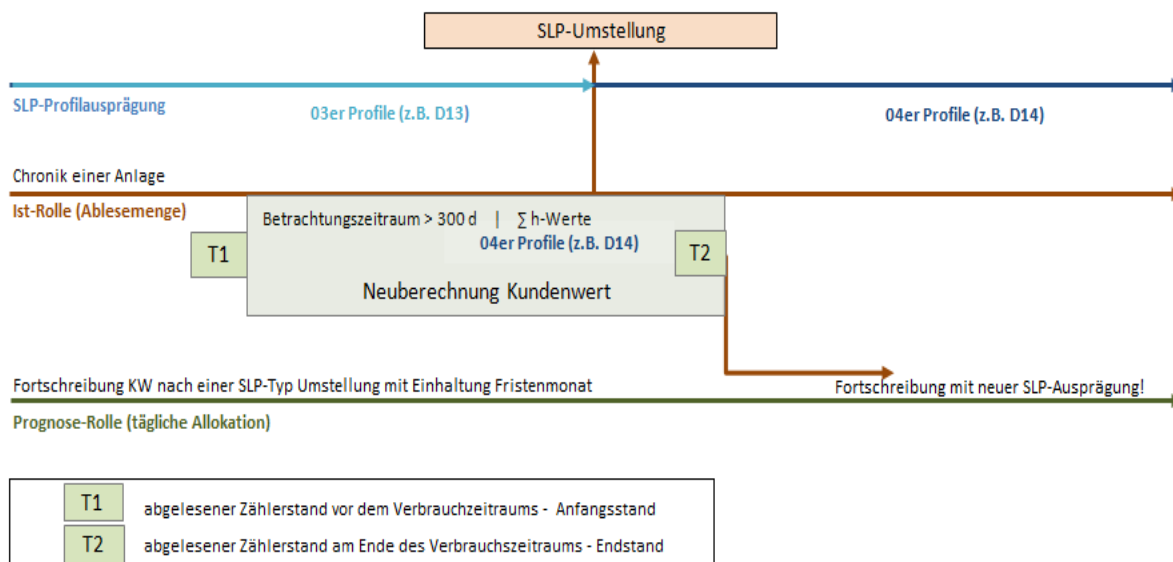 SLP-Umstellung
SLP-Profilausprägung
03er Profile (z.B. D13)
04er Profile (z.B. D14)
Chronik einer Anlage
Ist-Rolle (Ablesemenge)
Betrachtungszeitraum > 300 d | ∑ h-Werte
04er Profile (z.B. D14)
T1
T2
Neuberechnung Kundenwert
Fortschreibung KW nach einer SLP-Typ Umstellung mit Einhaltung Fristenmonat
Fortschreibung mit neuer SLP-Ausprägung!
Prognose-Rolle (tägliche Allokation)
T1 abgelesener Zählerstand vor dem Verbrauchzeitraums - Anfangsstand
T2 abgelesener Zählerstand am Ende des Verbrauchszeitraums - Endstand